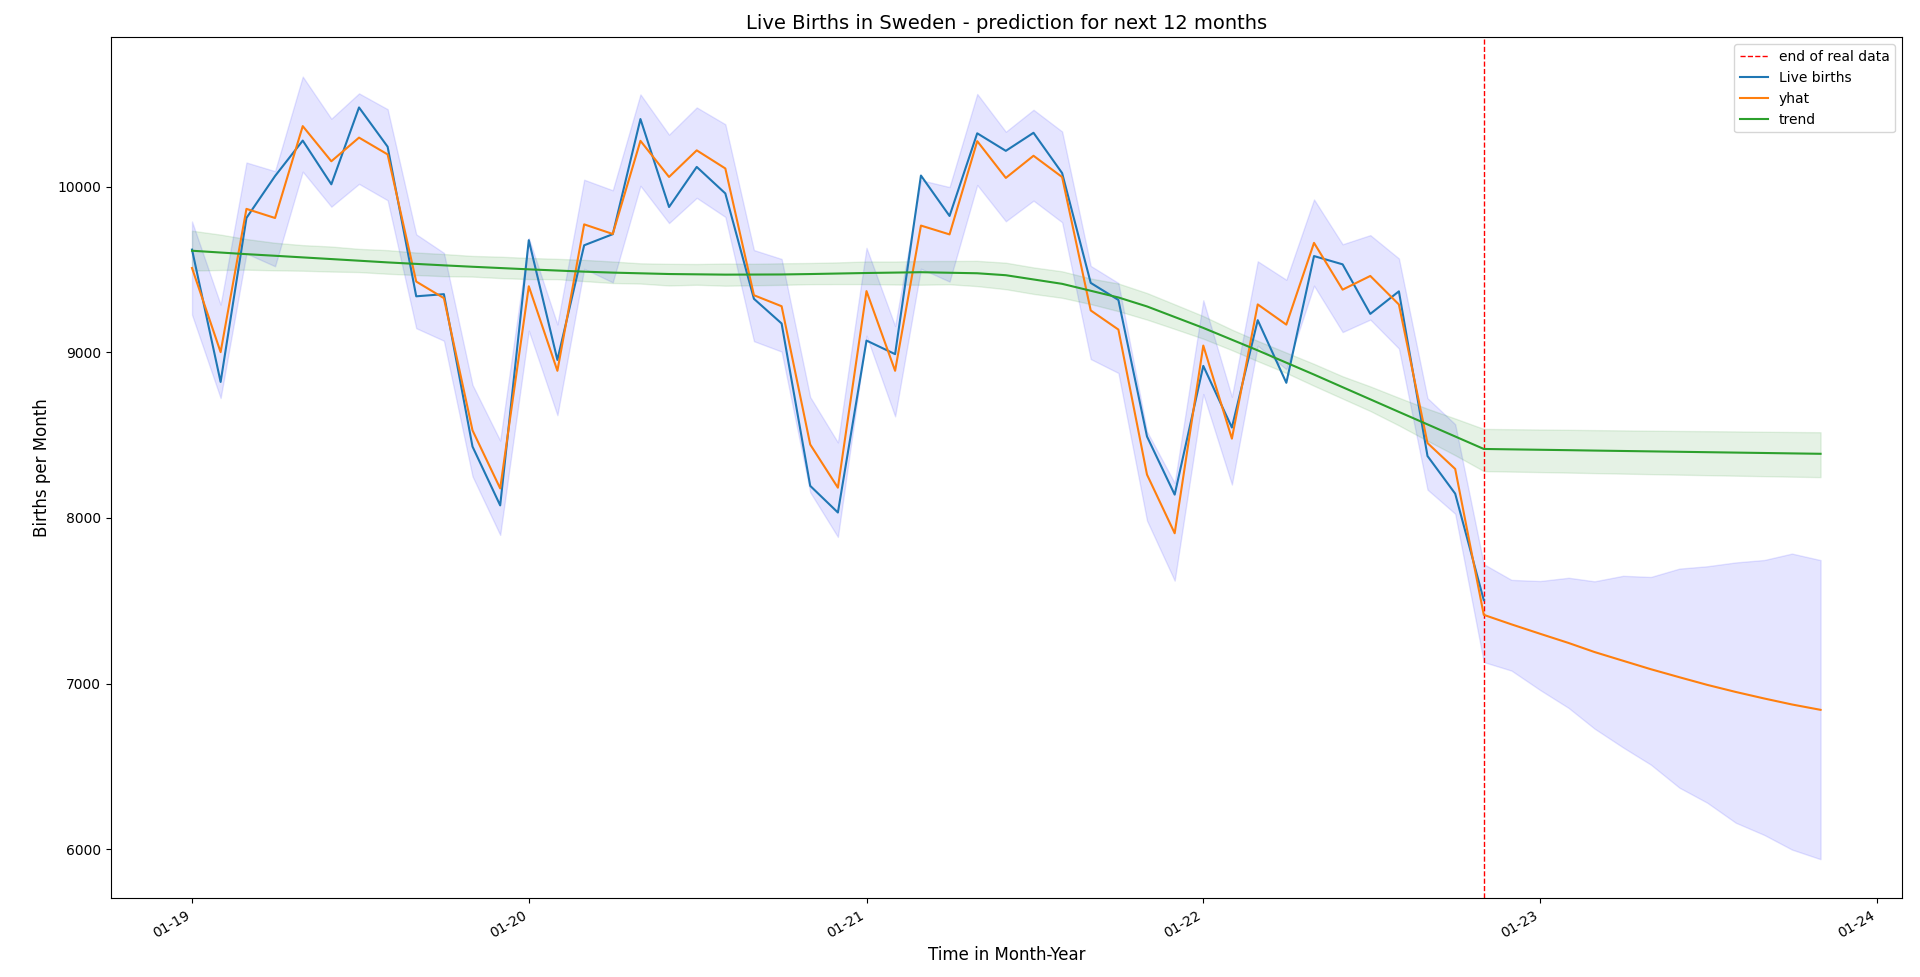 Live Births in Sweden - prediction for next 12 months
end of real data
Live births
yhat
trend
Births per Month
10000
9000
8000
7000
6000
01-19
01-20
01-21
01-22
01-23
01-24
Time in Month-Year